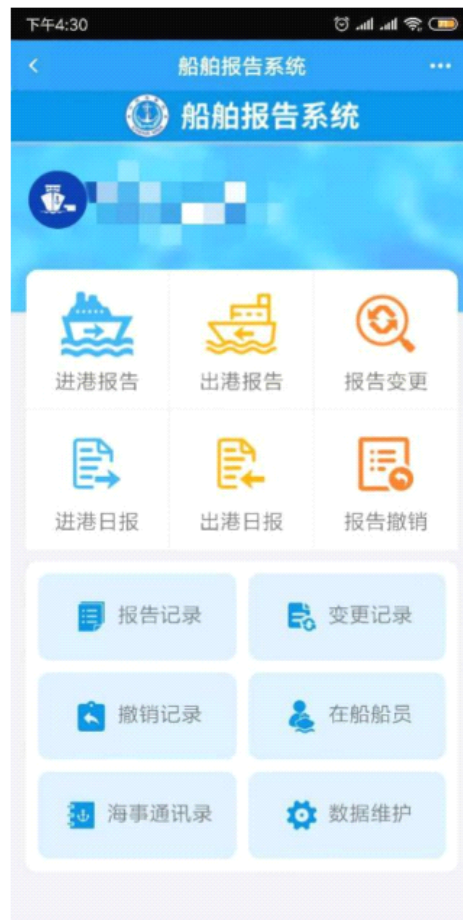 下午4:30
船舶报告系统
船舶报告系统
进港报告
出港报告
报告变更
进港日报
出港日报
报告撤销
报告记录
变更记录
撤销记录
在船船员
海事通讯录
数据维护